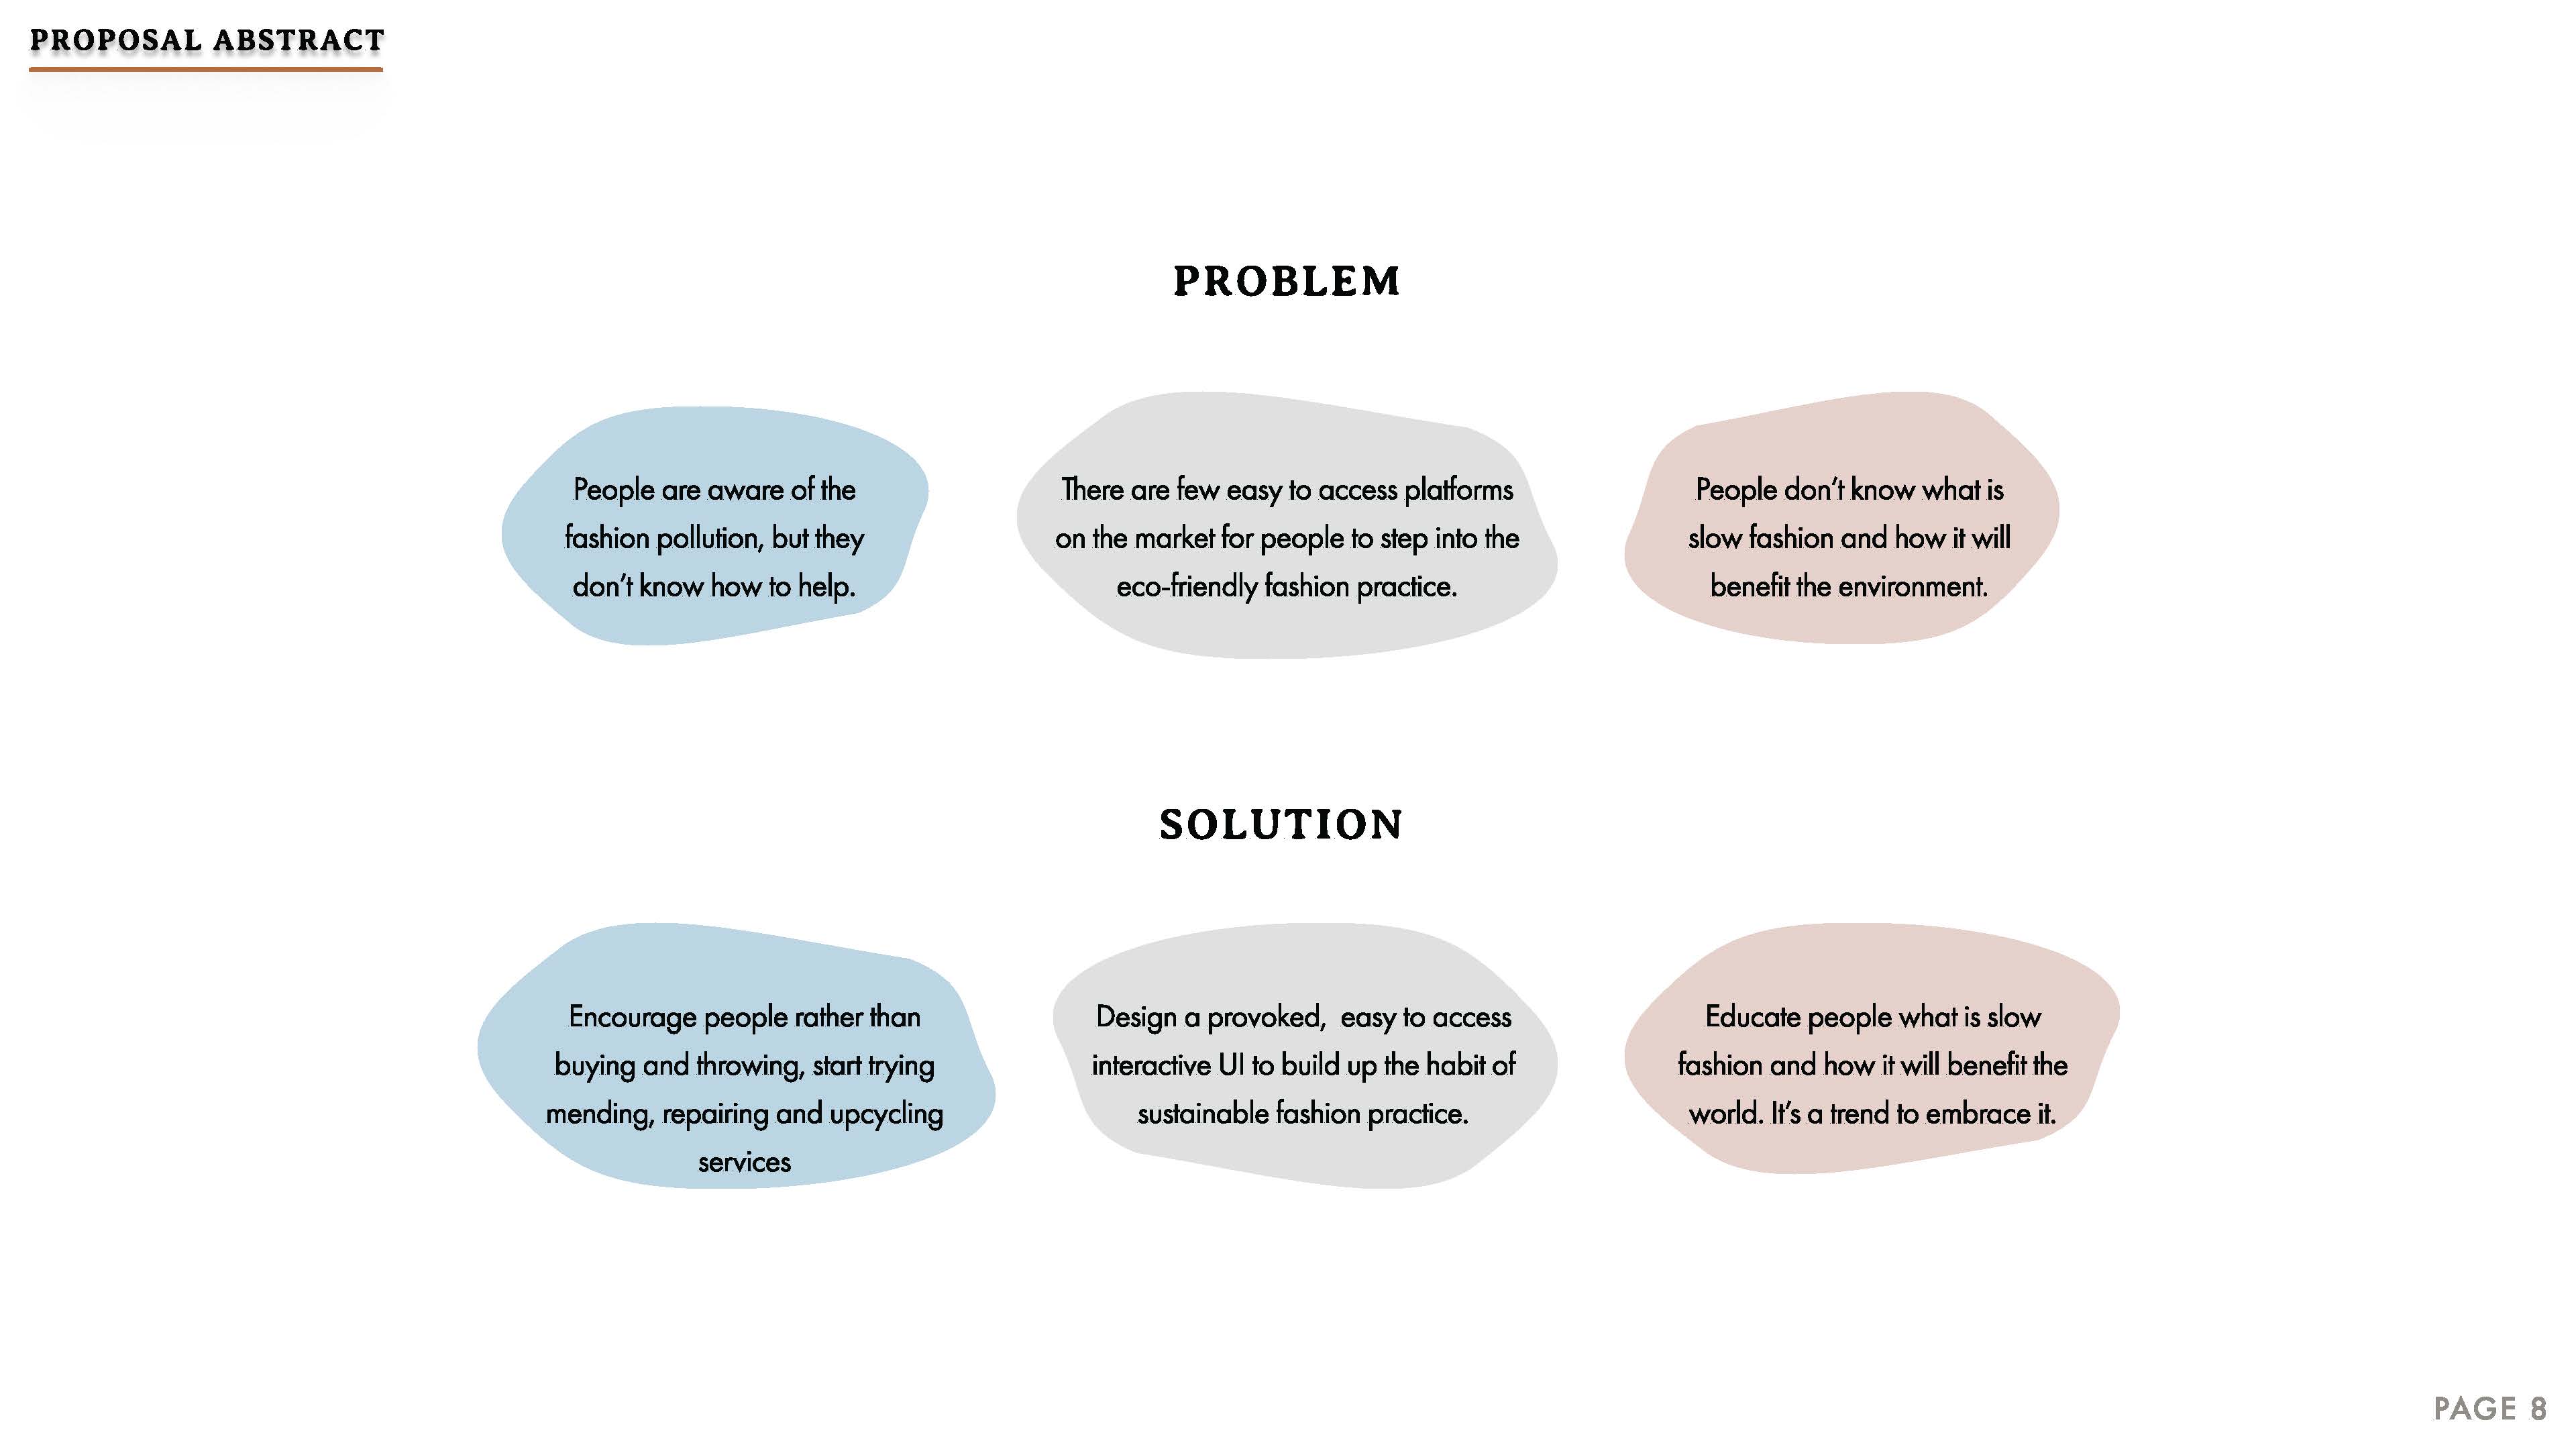 PROPOSAL ABSTRACT
PROBLEM
People are aware of the
fashion pollution, but they
don't know how to help.
There are few easy to access platforms
on the market for people to step into the
eco-friendly fashion practice.
People don't know what is
slow fashion and how it will
benefit the environment.
SOLUTION
Encourage people rather than
buying and throwing, start trying
mending, repairing and upcycling
services
Design a provoked,  easy to access
interactive UI to build up the habit of
sustainable fashion practice.
Educate people what is slow
fashion and how it will benefit the
world. It's a trend to embrace it.
PAGE 8